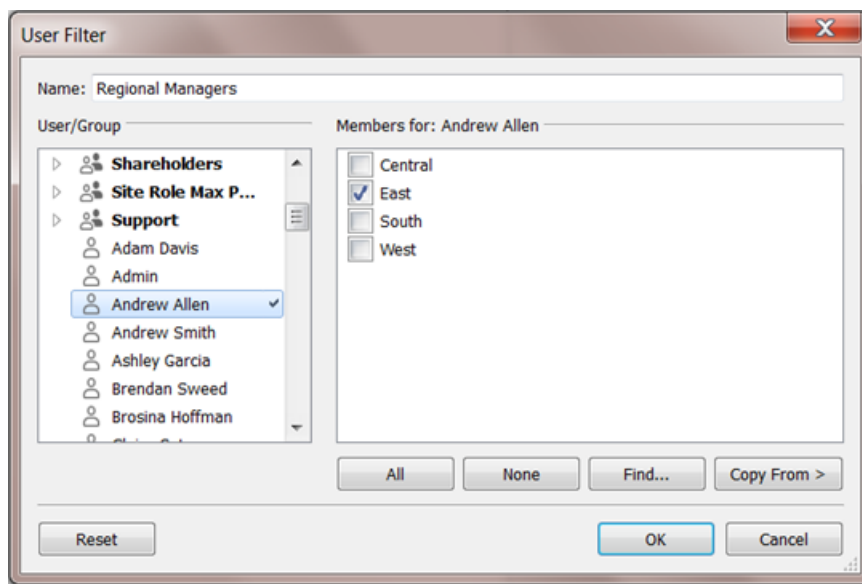 User Filter
Name: Regional Managers
User/Group
Shareholders
Site Role Max P...
Support
Adam Davis
Admin
Andrew Allen
Andrew Smith
Ashley Garcia
Brendan Sweed
Brosina Hoffman
Members for: Andrew Allen
Central
East
South
West
All
None
Find...
Copy From >
Reset
OK
Cancel